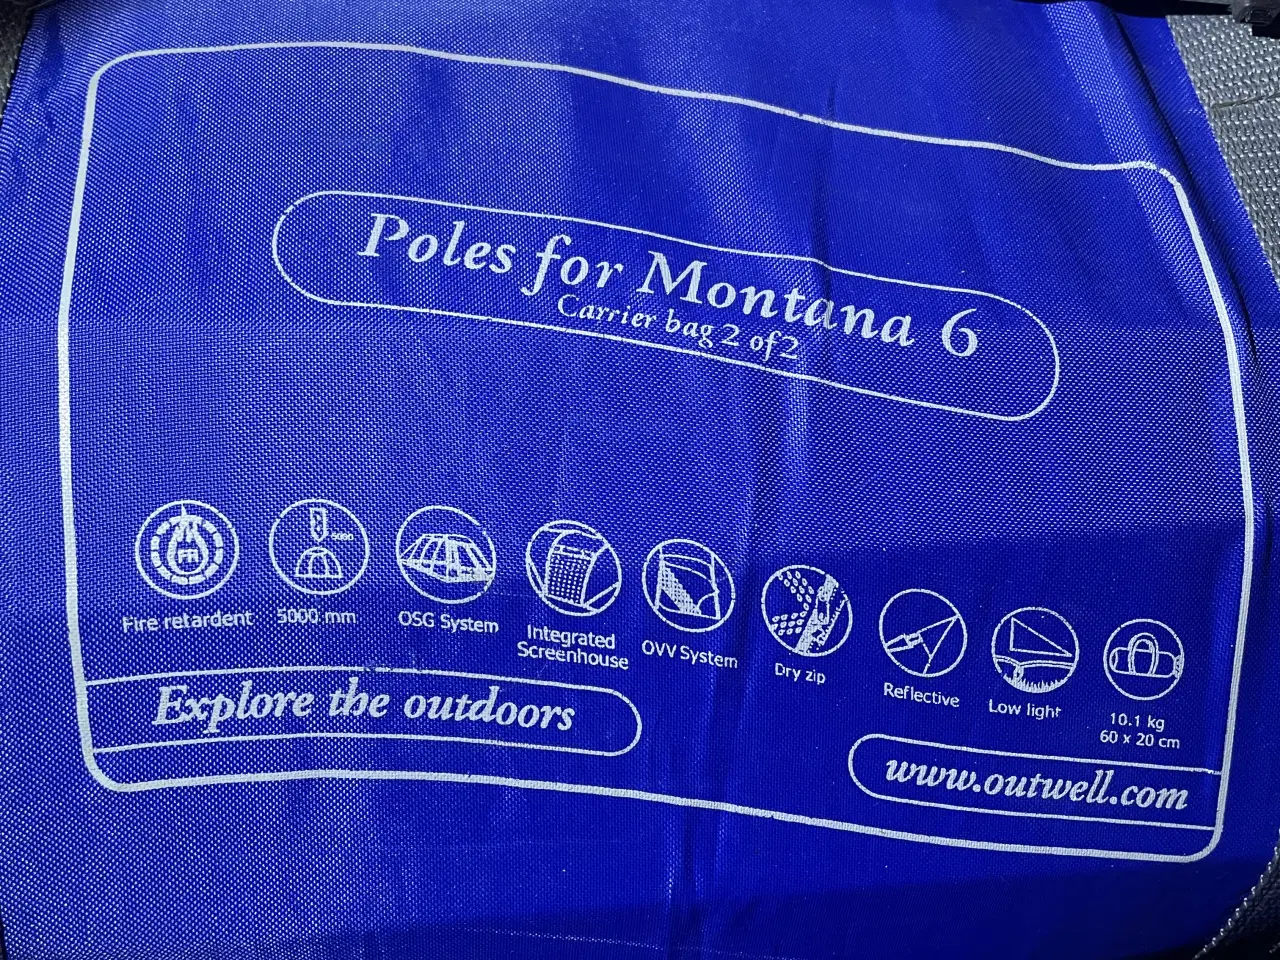 Poles for Montana 6
Carrier bag 2 of 2
FR
5000
Fire retardent
5000 mm
OSG System
Integrated
Screenhouse
OVV System
Dry zip
Reflective
Low light
10.1 kg
60 x 20 cm
Explore the outdoors
www.outwell.com